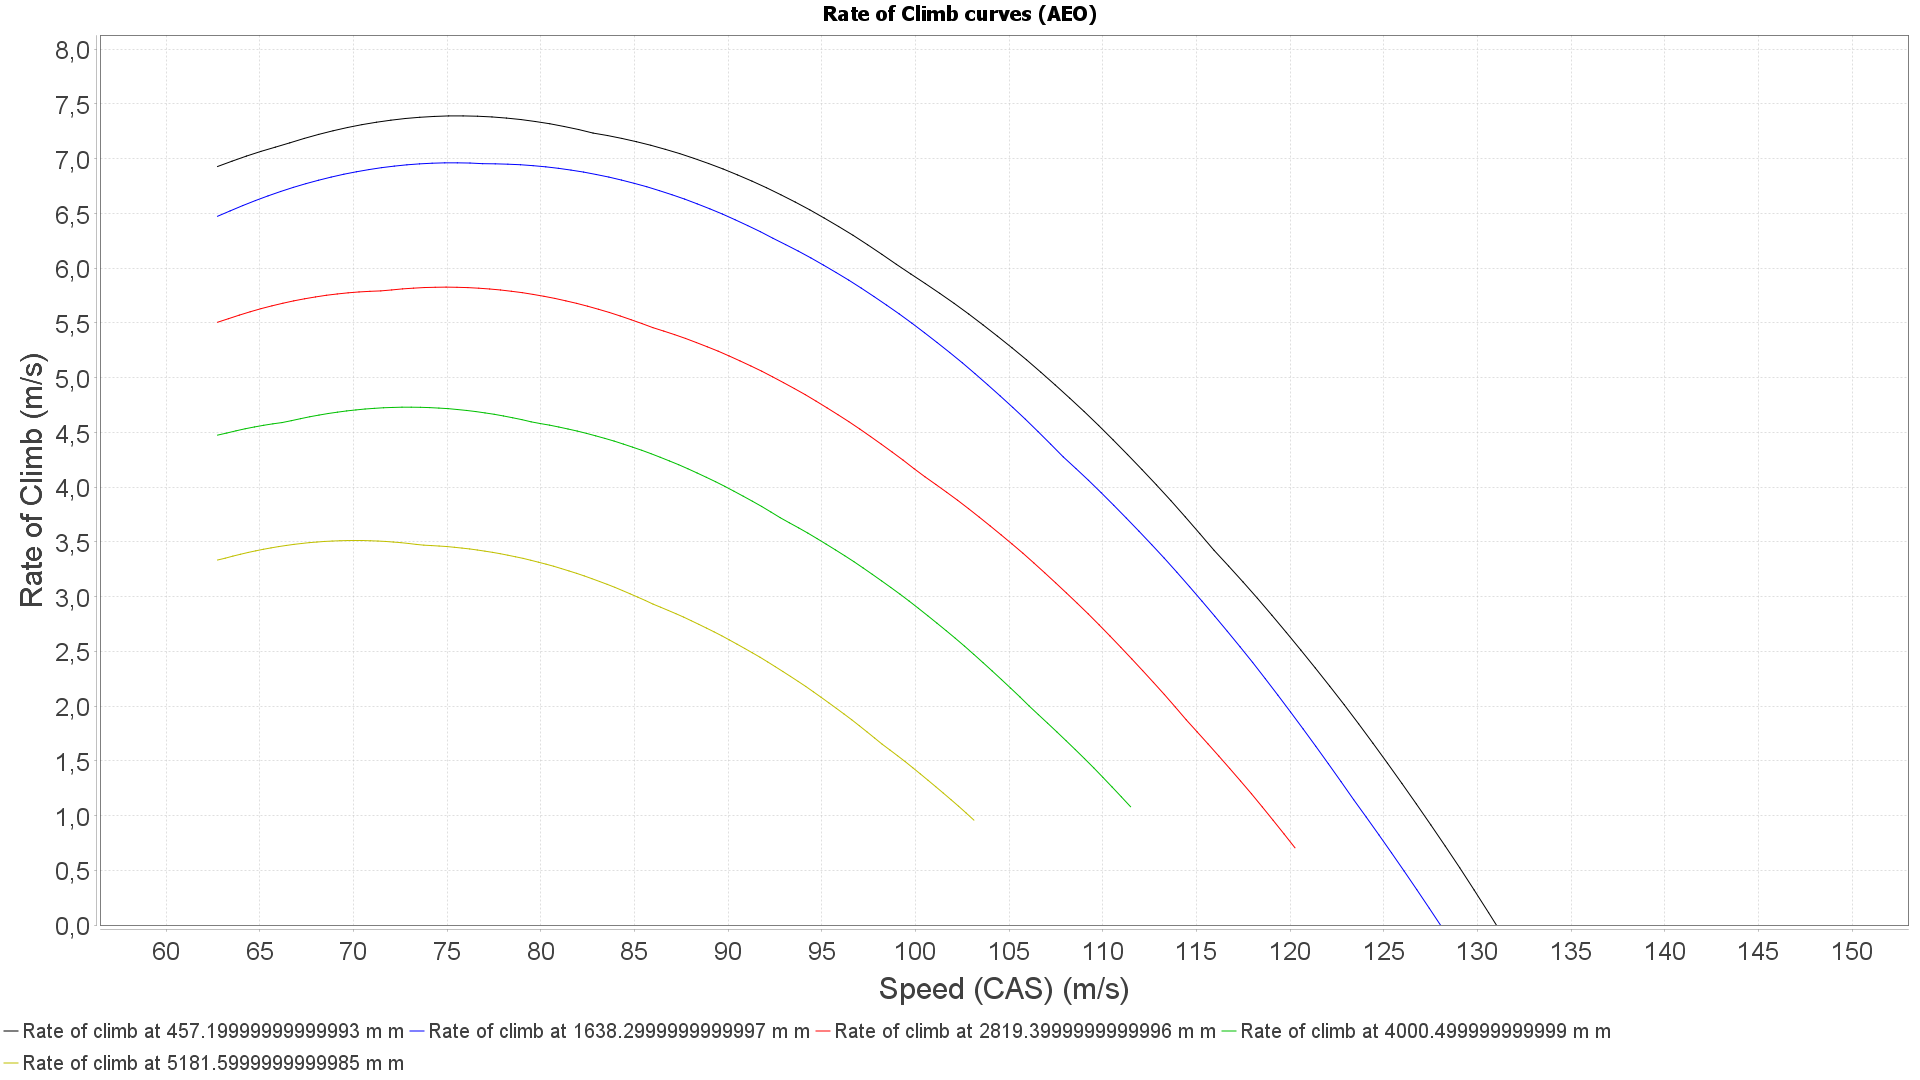 Rate of Climb curves (AEO)
8,0
7,5
7,0
6,5
6,0
5,5
5,0
4,5
4,0
3,5
3,0
2,5
2,0
1,5
1,0
0,5
0,0
Rate of Climb (m/s)
60 65 70 75 80 85 90 95 100 105 110 115 120 125 130 135 140 145 150
Speed (CAS) (m/s)
Rate of climb at 457.19999999999993 m m Rate of climb at 1638.2999999999997 m m Rate of climb at 2819.3999999999996 m m Rate of climb at 4000.499999999999 m m
Rate of climb at 5181.5999999999985 m m